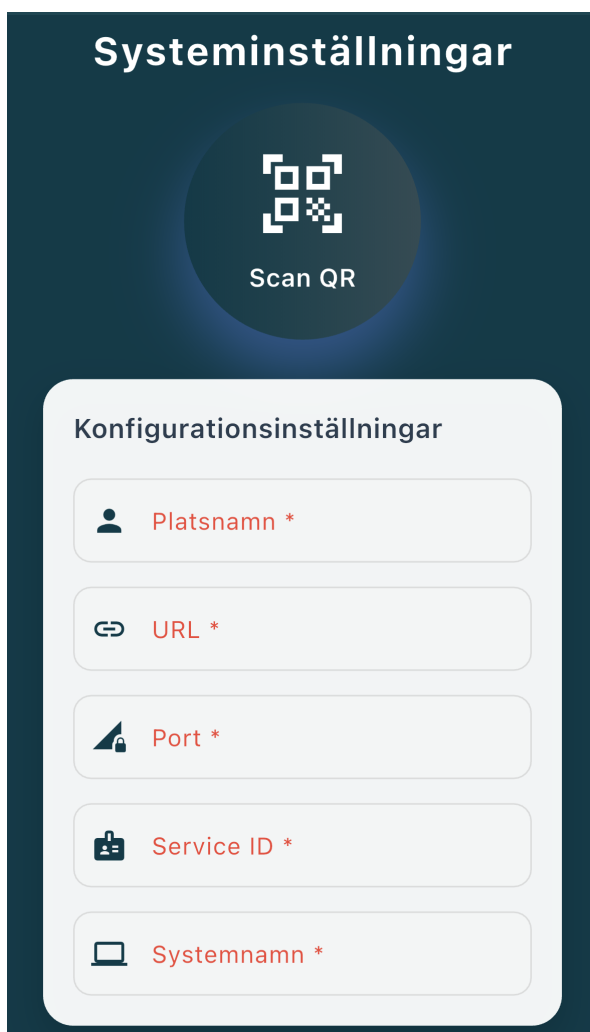 Systeminställningar
Scan QR
Konfigurationsinställningar
Platsnamn *
URL *
Port *
Service ID *
Systemnamn *